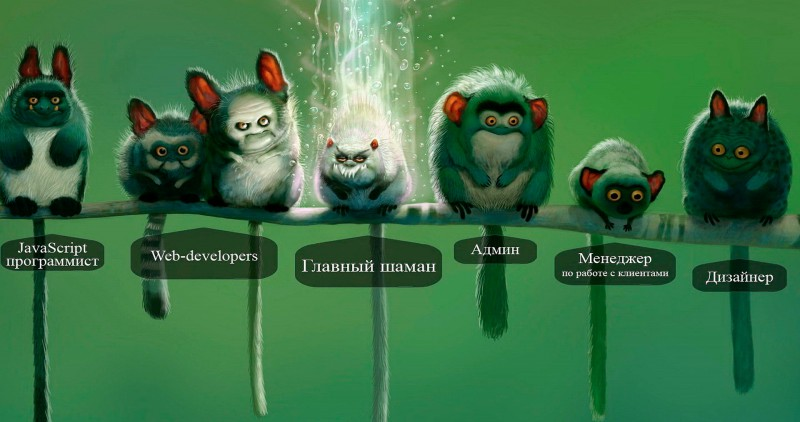 JavaScript
программист
Web-developers
Главный шаман
Админ
Менеджер
по работе с клиентами
Дизайнер